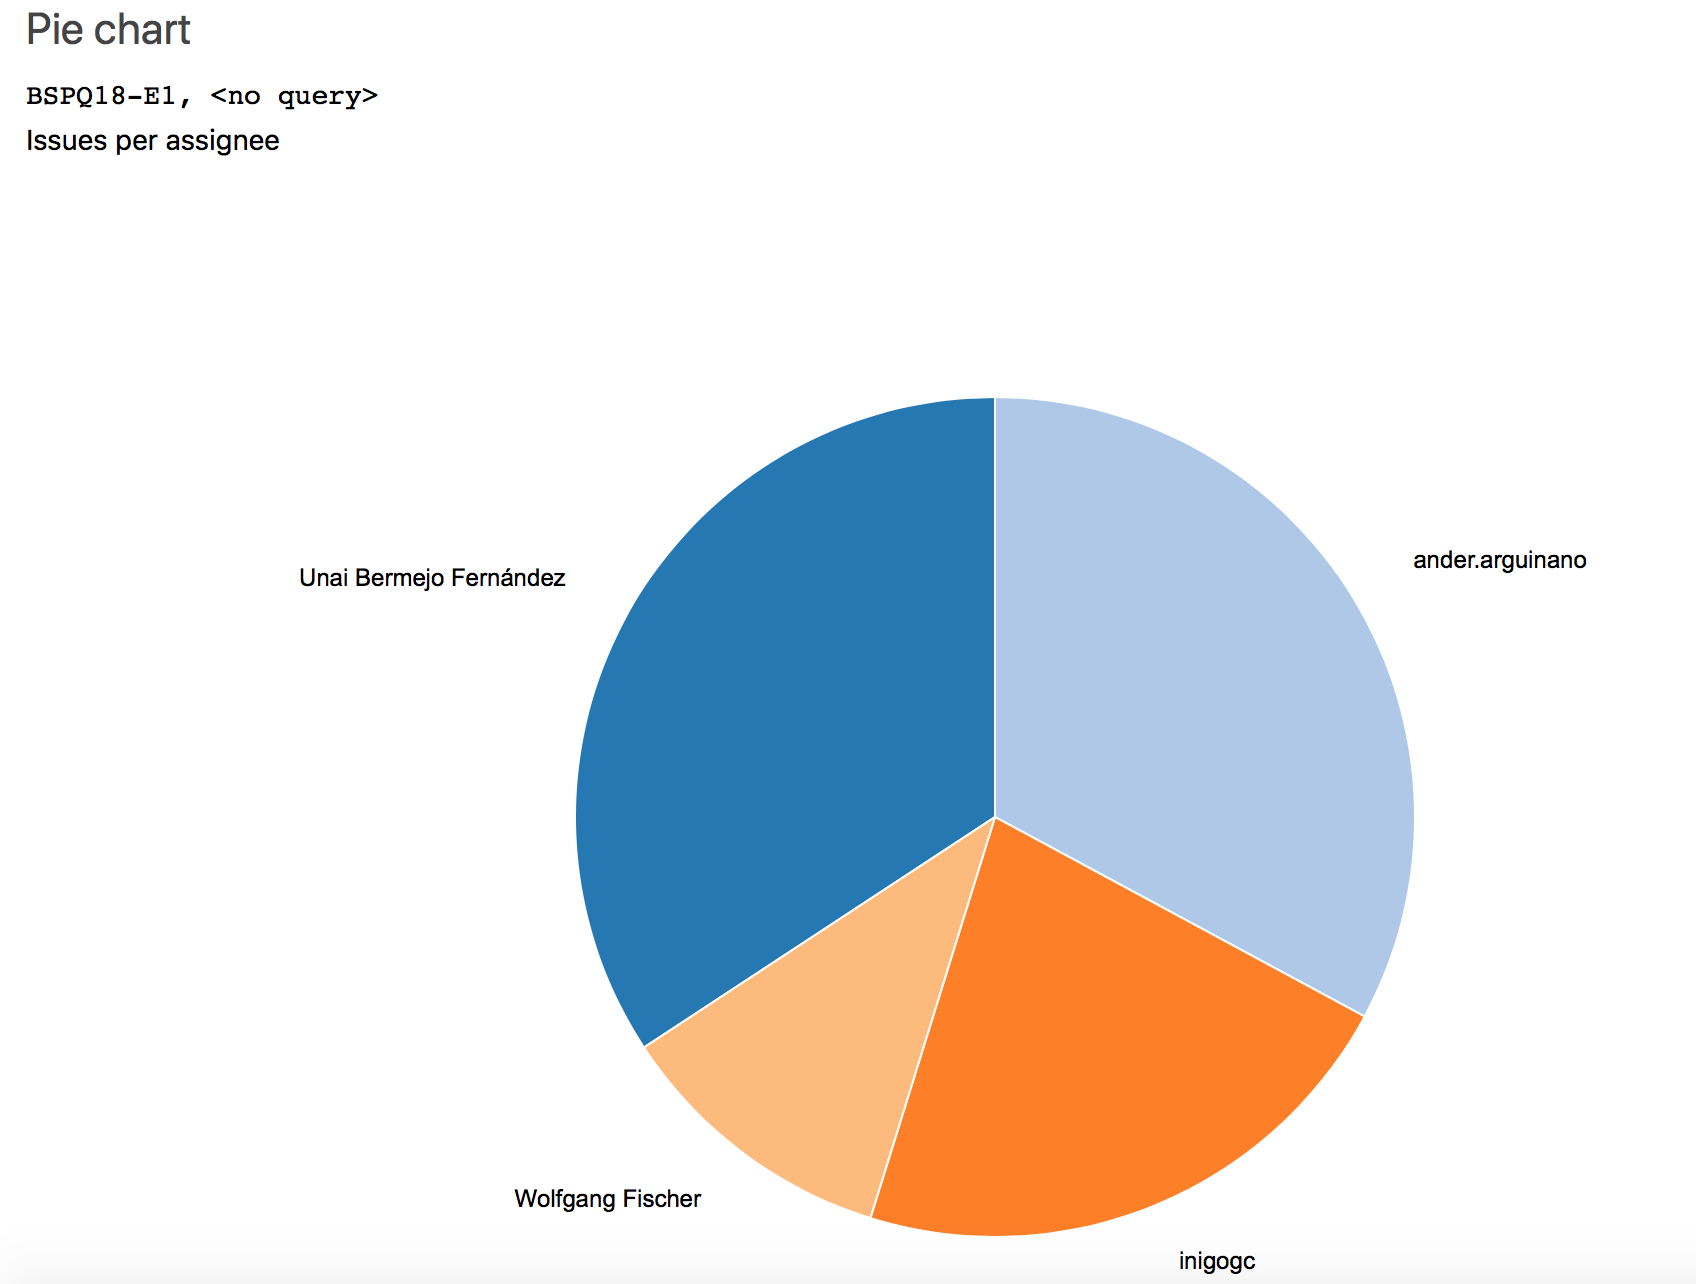 Pie chart
BSPQ18-E1, <no query>
Issues per assignee
ander.arguinano
Unai Bermejo Fernández
Wolfgang Fischer
inigogc